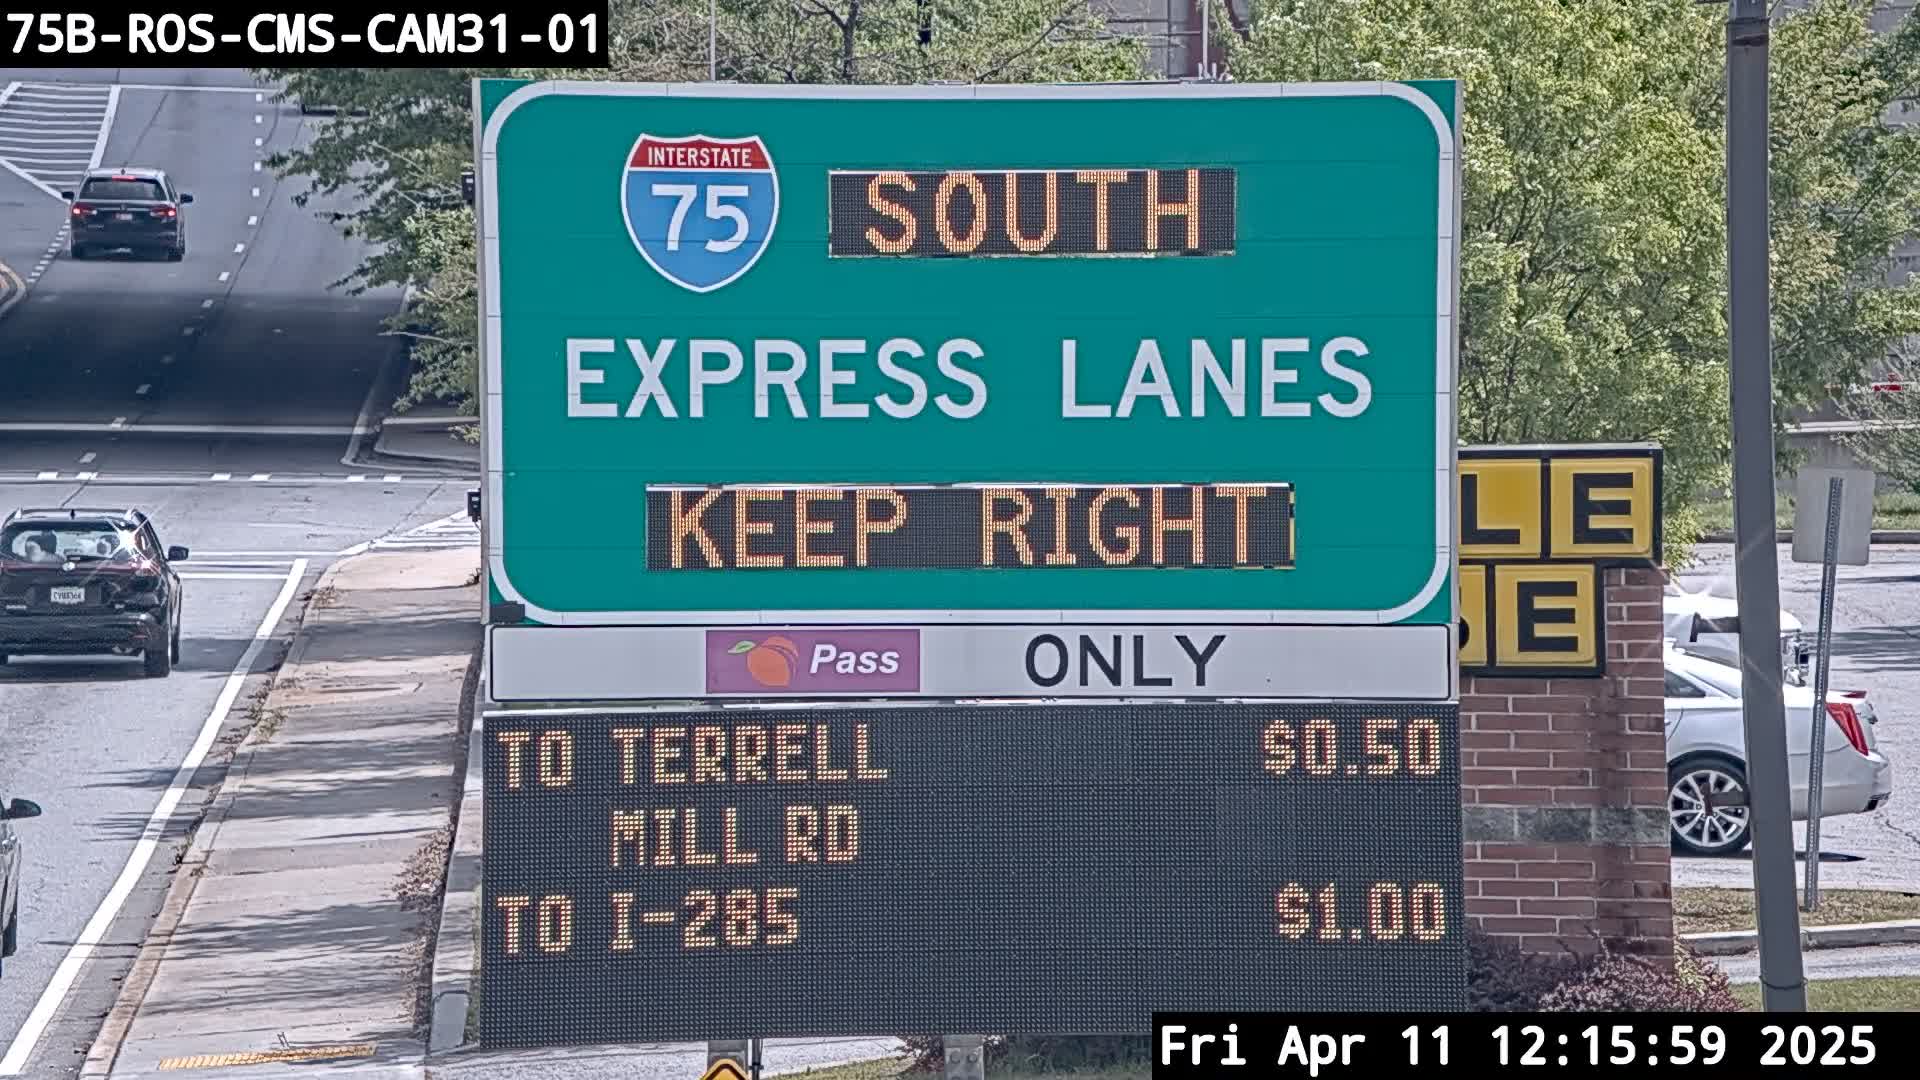 75B-ROS-CMS-CAM31-01
INTERSTATE
75
SOUTH
EXPRESS LANES
KEEP RIGHT
Pass ONLY
LE
E
TO TERRELL $0.50
MILL RD
TO I-285 $1.00
Fri Apr 11 12:15:59 2025